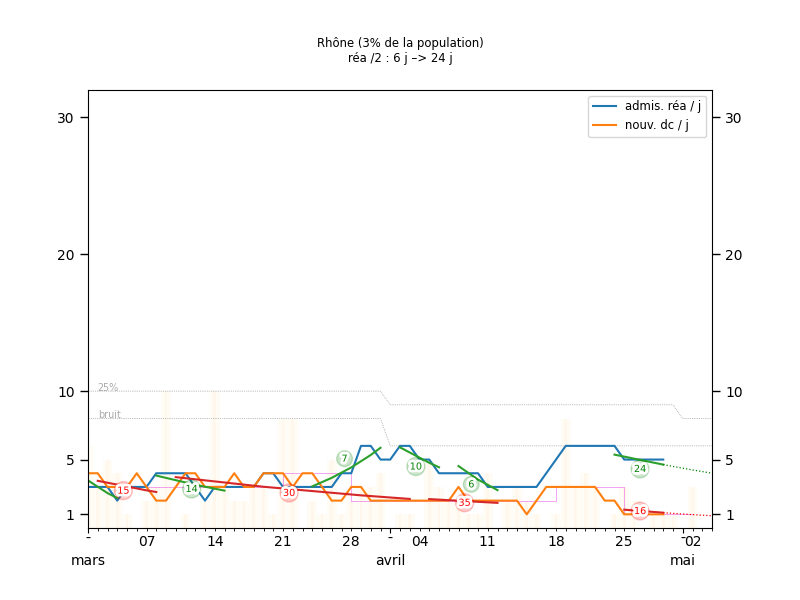 Rhône (3% de la population)
réa /2 : 6 j –> 24 j
admis. réa / j
nouv. dc / j
30 30
20 20
10 10
25%
bruit
5 5
1 1
15 14 30 7 10 6 35 24 16
- 07 14 21 28 - 04 11 18 25 02
mars avril mai